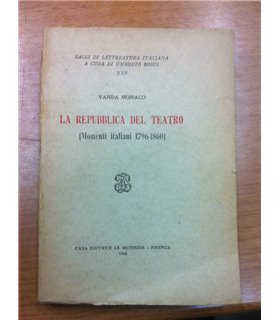 SAGGI DI LETTERATURA ITALIANA
A CURA DI UMBERTO BOSCO
XXV
VANDA MONACO
LA REPUBBLICA DEL TEATRO
(Momenti italiani 1796-1860)
CASA EDITRICE LE MONNIER - FIRENZE